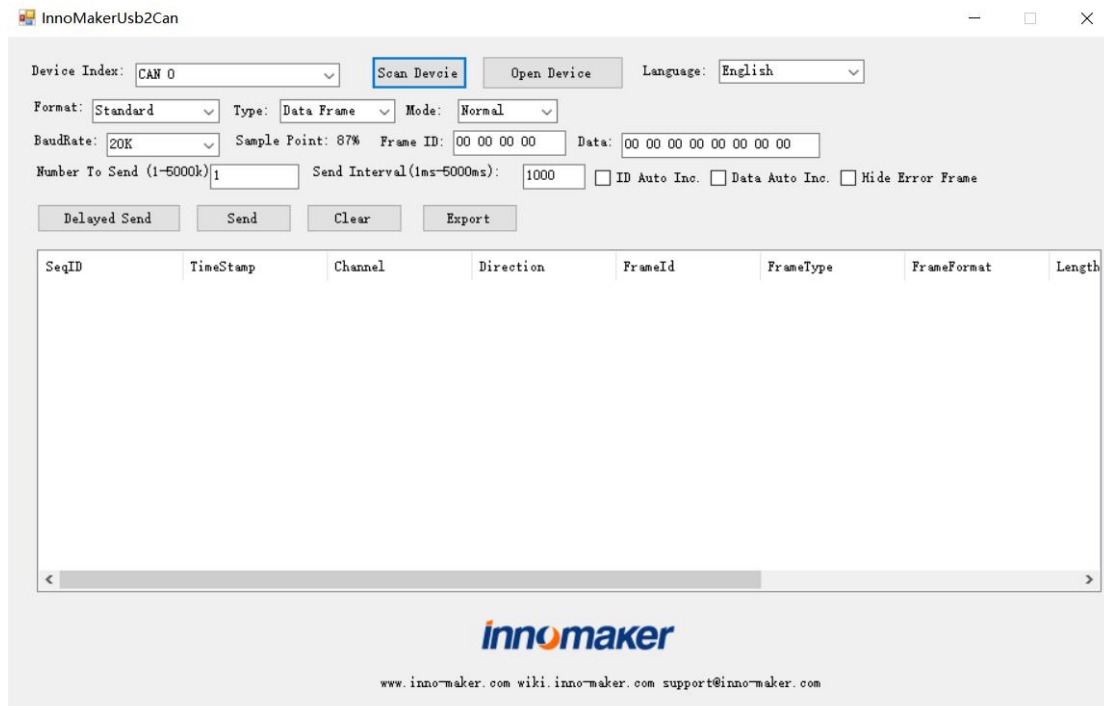 InnoMakerUsb2Can
Device Index: CAN 0 Scan Devcie Open Device Language: English
Format: Standard Type: Data Frame Mode: Normal
BaudRate: 20K Sample Point: 87% Frame ID: 00 00 00 00 Data: 00 00 00 00 00 00 00 00
Number To Send (1-5000k) 1 Send Interval(1ms-5000ms): 1000 ID Auto Inc. Data Auto Inc. Hide Error Frame
Delayed Send Send Clear Export
SeqID TimeStamp Channel Direction FrameId FrameType FrameFormat Length
innomaker
www.inno-maker.com wiki.inno-maker.com support@inno-maker.com